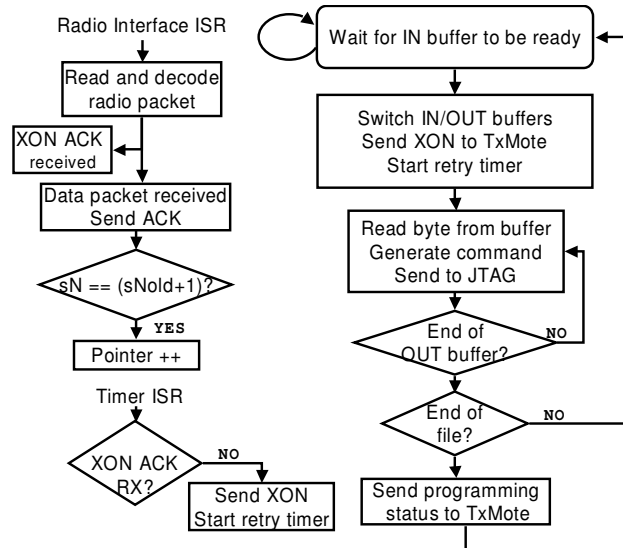 Radio Interface ISR
Read and decode
radio packet
XON ACK
received
Data packet received
Send ACK
sN == (sNold+1)?
YES
Pointer ++
Timer ISR
XON ACK
RX?
NO
Send XON
Start retry timer
Wait for IN buffer to be ready
Switch IN/OUT buffers
Send XON to TxMote
Start retry timer
Read byte from buffer
Generate command
Send to JTAG
End of
OUT buffer?
NO
End of
file?
NO
Send programming
status to TxMote